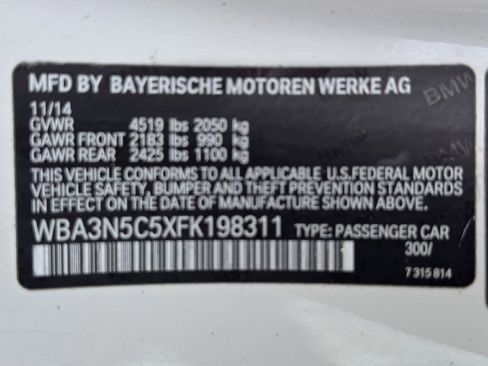 MFD BY BAYERISCHE MOTOREN WERKE AG
11/14
GVWR 4519 lbs 2050 kg
GAWR FRONT 2183 lbs 990 kg
GAWR REAR 2425 lbs 1100 kg
THIS VEHICLE CONFORMS TO ALL APPLICABLE U.S.FEDERAL MOTOR
VEHICLE SAFETY, BUMPER AND THEFT PREVENTION STANDARDS
IN EFFECT ON THE DATE OF MANUFACTURE SHOWN ABOVE.
WBA3N5C5XFK198311 TYPE: PASSENGER CAR
300/
7 315 814
BMW